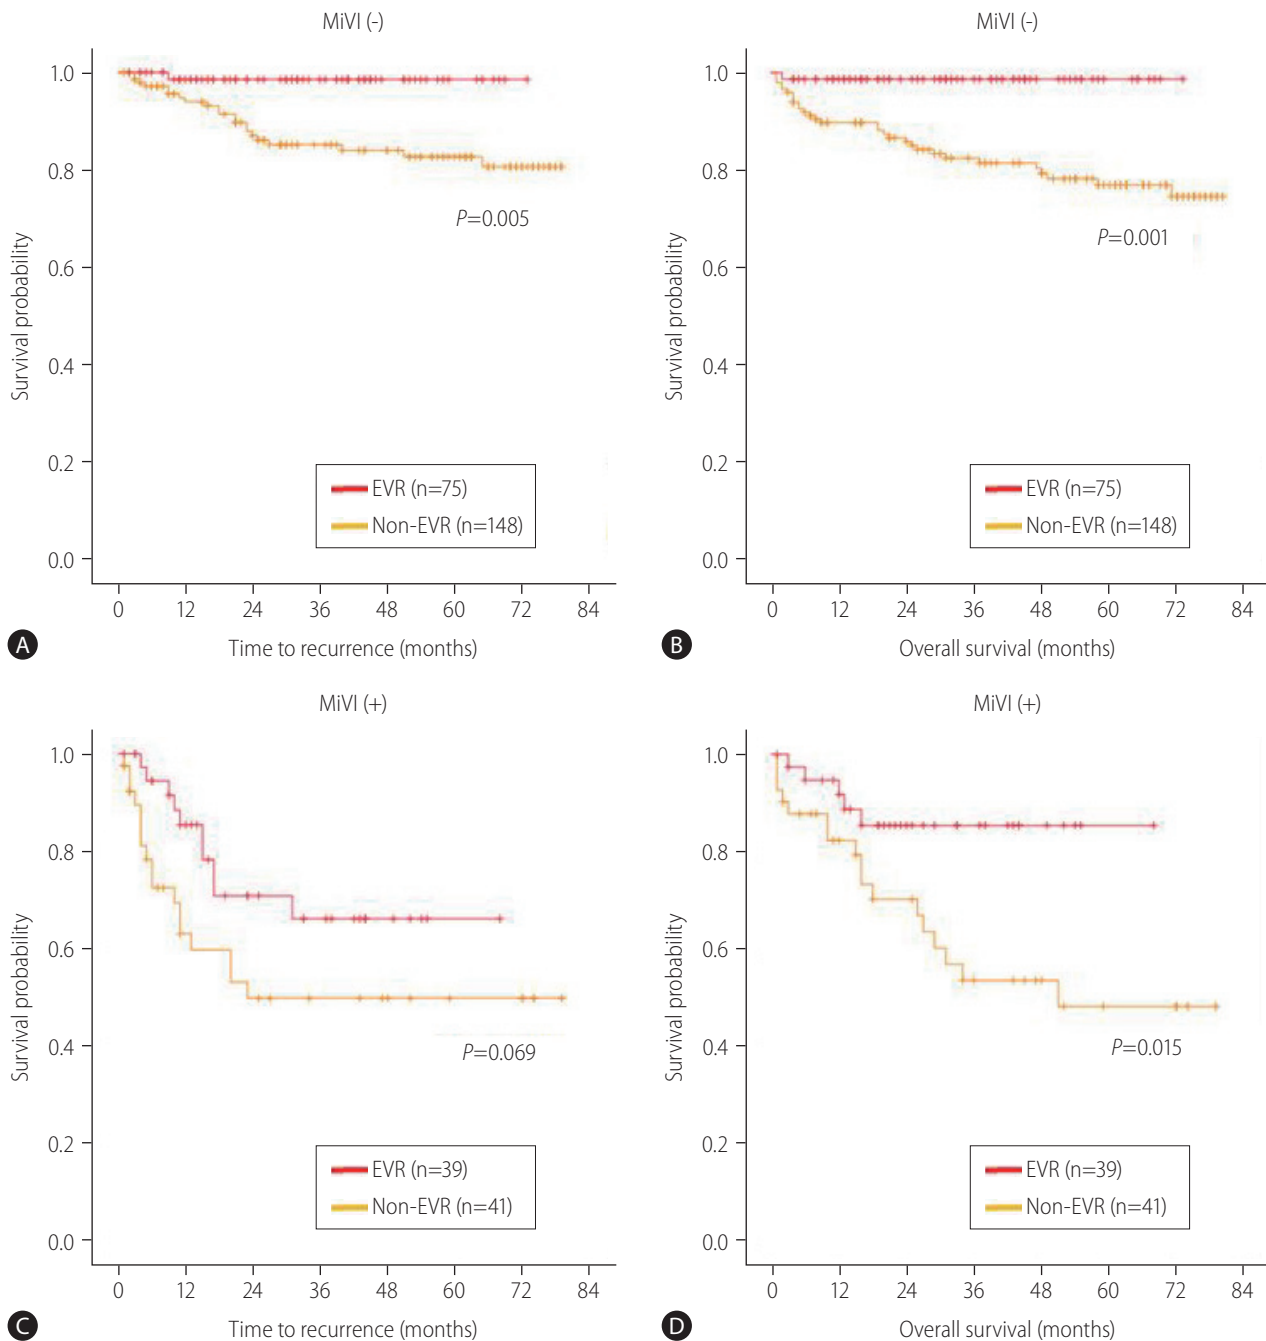 MiVI (-)
Survival probability
1.0
0.8
0.6
0.4
0.2
0.0
P=0.005
EVR (n=75)
Non-EVR (n=148)
0 12 24 36 48 60 72 84
Time to recurrence (months)
A
MiVI (-)
Survival probability
1.0
0.8
0.6
0.4
0.2
0.0
P=0.001
EVR (n=75)
Non-EVR (n=148)
0 12 24 36 48 60 72 84
Overall survival (months)
B
MiVI (+)
Survival probability
1.0
0.8
0.6
0.4
0.2
0.0
P=0.069
EVR (n=39)
Non-EVR (n=41)
0 12 24 36 48 60 72 84
Time to recurrence (months)
C
MiVI (+)
Survival probability
1.0
0.8
0.6
0.4
0.2
0.0
P=0.015
EVR (n=39)
Non-EVR (n=41)
0 12 24 36 48 60 72 84
Overall survival (months)
D